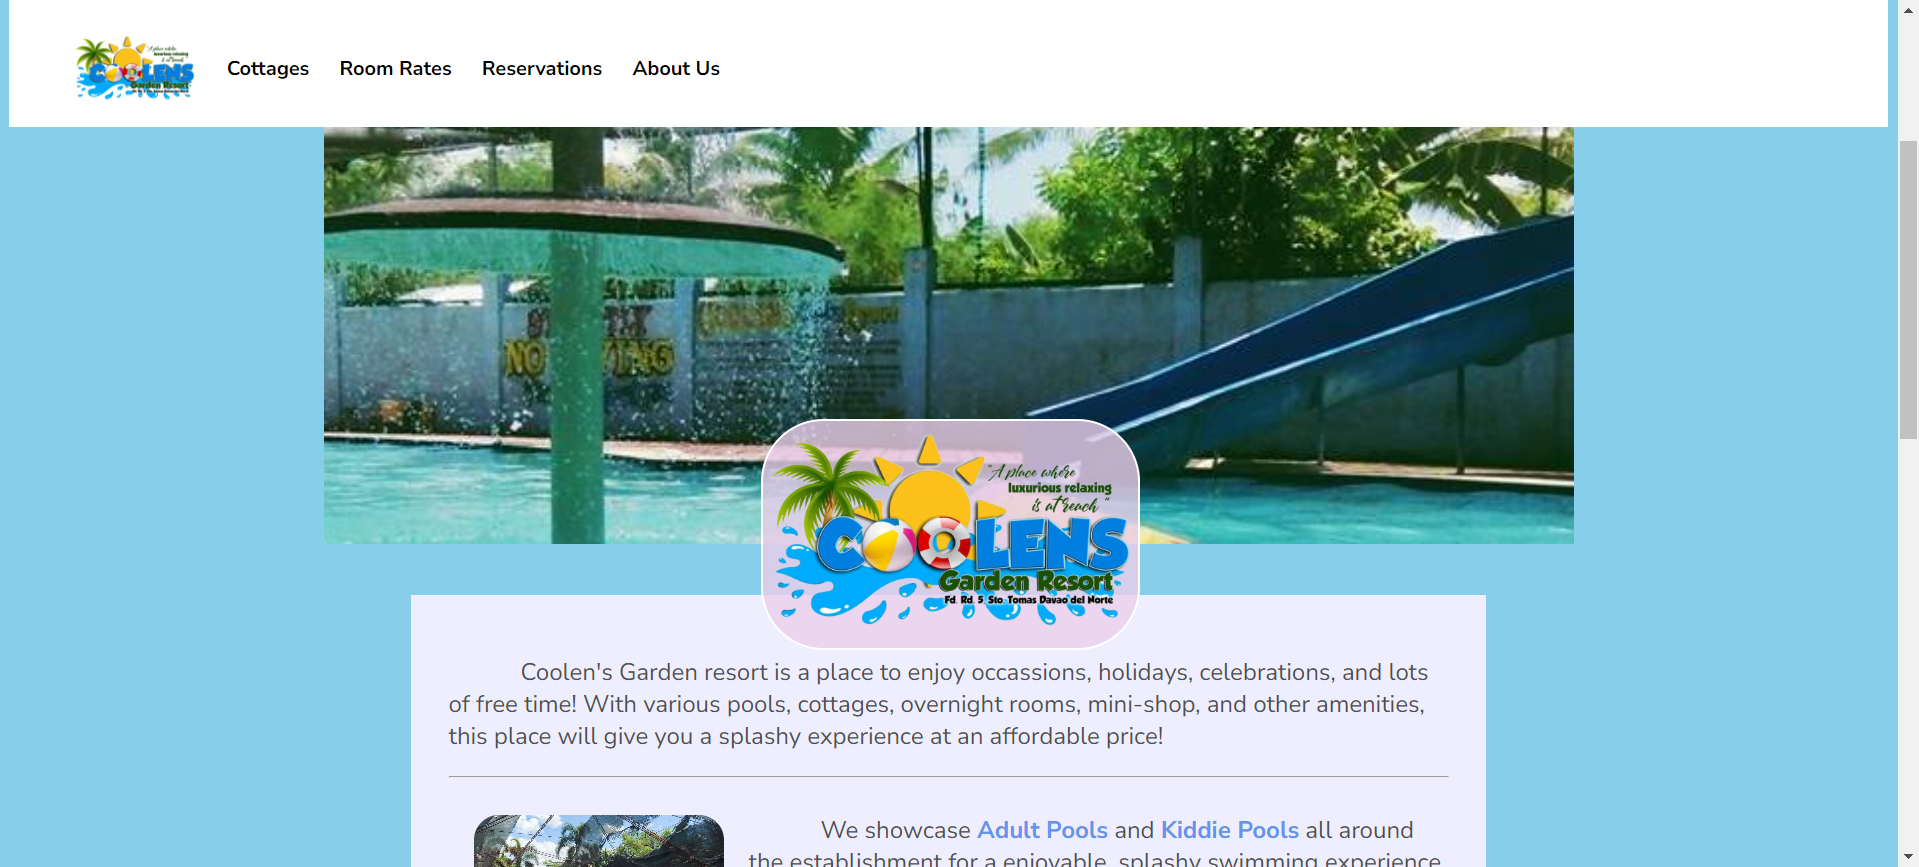 Cottages Room Rates Reservations About Us
"A place where
luxurious relaxing
is at reach"
COOLENS
Garden Resort
Fd. Rd. 5 Sto. Tomas Davao del Norte
Coolen's Garden resort is a place to enjoy occassions, holidays, celebrations, and lots
of free time! With various pools, cottages, overnight rooms, mini-shop, and other amenities,
this place will give you a splashy experience at an affordable price!
We showcase Adult Pools and Kiddie Pools all around
the establishment for a enjoyable, splashy swimming experience